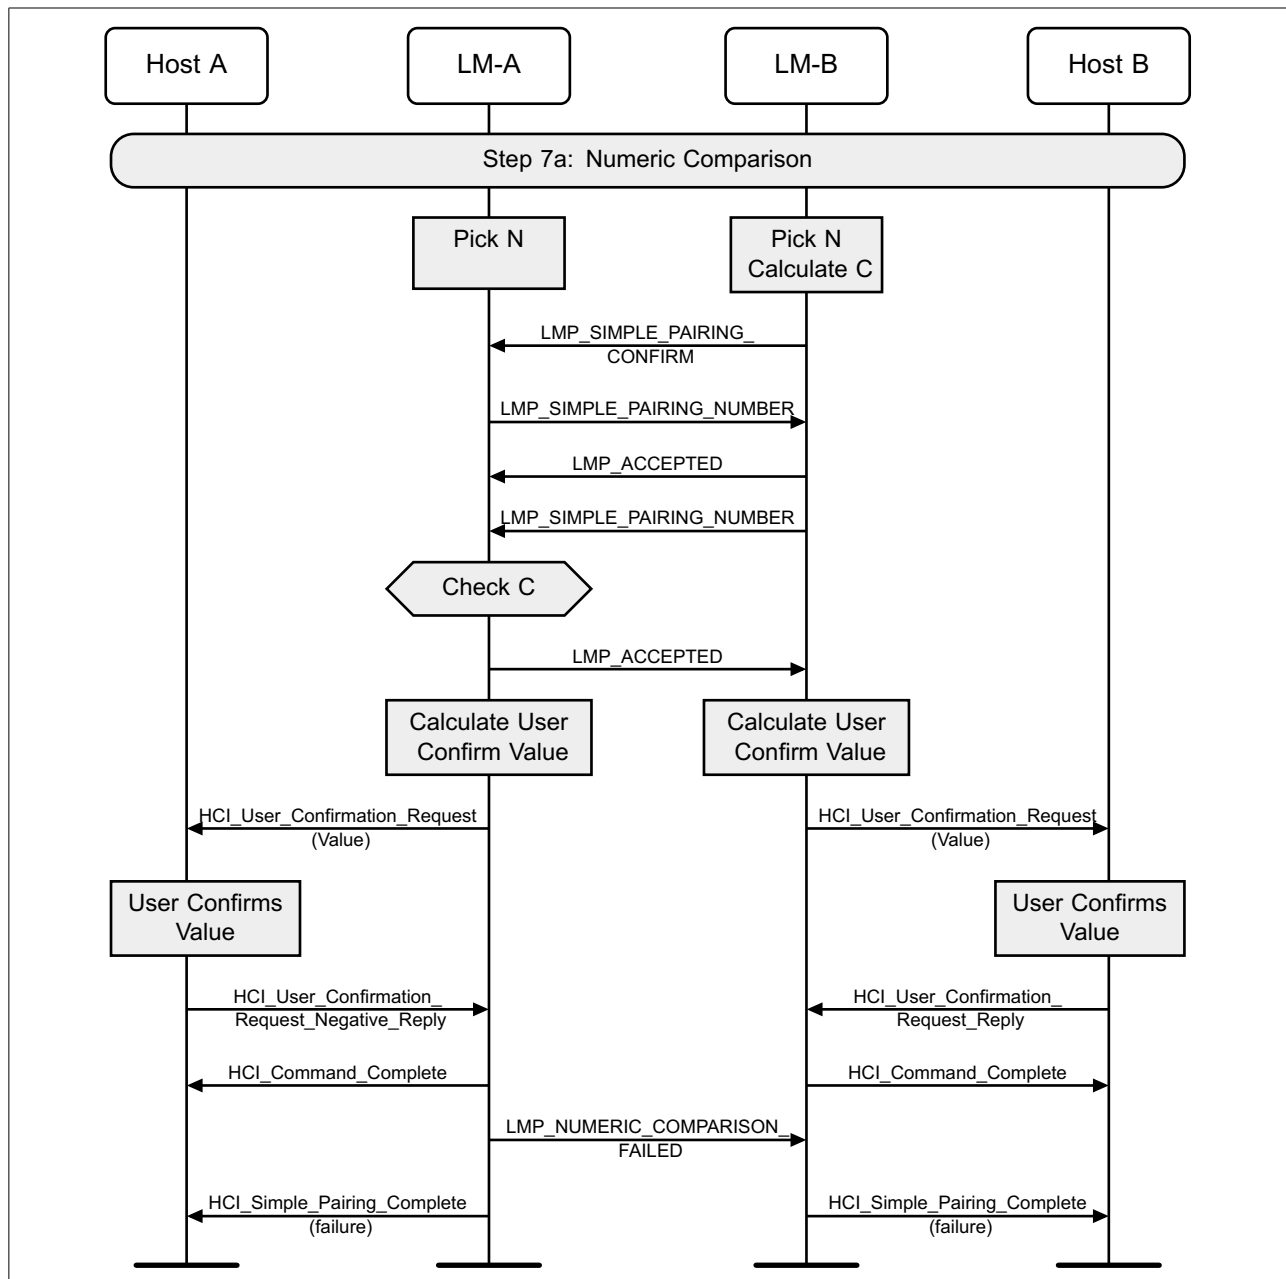 Host A
LM-A
LM-B
Host B
Step 7a: Numeric Comparison
Pick N
Pick N
Calculate C
LMP_SIMPLE_PAIRING_
CONFIRM
LMP_SIMPLE_PAIRING_NUMBER
LMP_ACCEPTED
LMP_SIMPLE_PAIRING_NUMBER
Check C
LMP_ACCEPTED
Calculate User
Confirm Value
Calculate User
Confirm Value
HCI_User_Confirmation_Request
(Value)
HCI_User_Confirmation_Request
(Value)
User Confirms
Value
User Confirms
Value
HCI_User_Confirmation_
Request_Negative_Reply
HCI_User_Confirmation_
Request_Reply
HCI_Command_Complete
HCI_Command_Complete
LMP_NUMERIC_COMPARISON_
FAILED
HCI_Simple_Pairing_Complete
(failure)
HCI_Simple_Pairing_Complete
(failure)